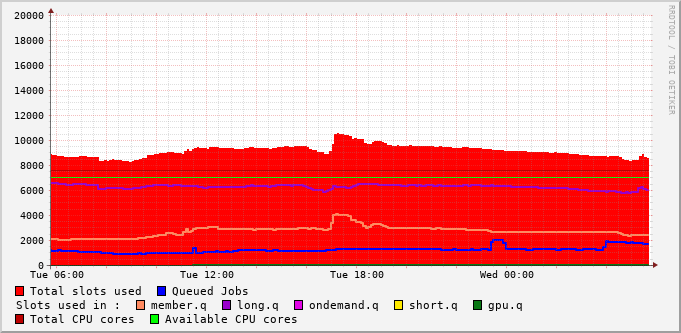 RRDTOOL / TOBI OETIKER
20000
18000
16000
14000
12000
10000
8000
6000
4000
2000
0
Tue 06:00 Tue 12:00 Tue 18:00 Wed 00:00
Total slots used Queued Jobs
Slots used in : member.q long.q ondemand.q short.q gpu.q
Total CPU cores Available CPU cores